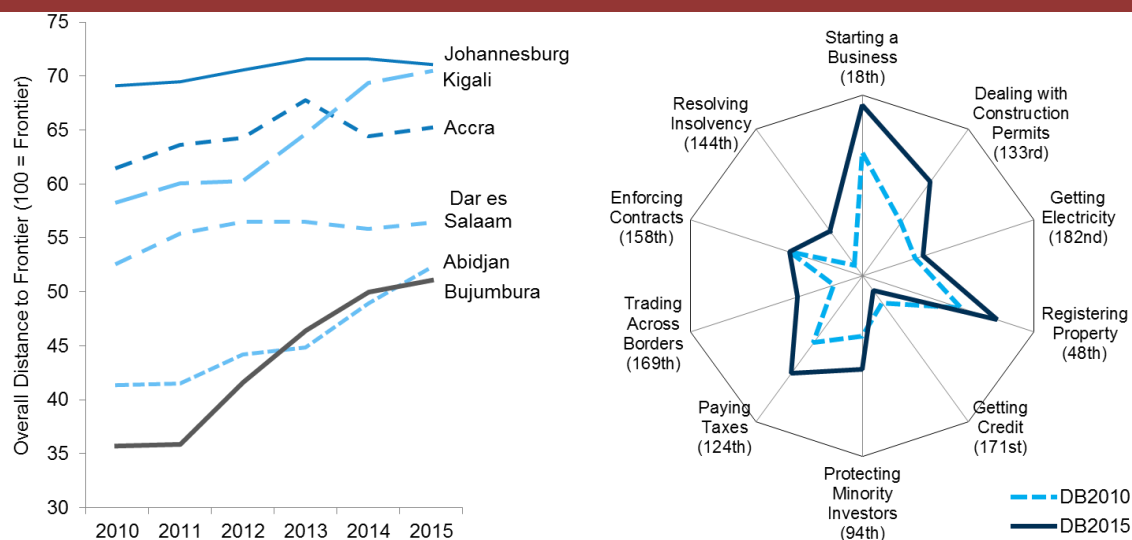 Overall Distance to Frontier (100 = Frontier)
75
70
65
60
55
50
45
40
35
30
2010 2011 2012 2013 2014 2015
Johannesburg
Kigali
Accra
Dar es
Salaam
Abidjan
Bujumbura
Starting a
Business
(18th)
Dealing with
Construction
Permits
(133rd)
Getting
Electricity
(182nd)
Registering
Property
(48th)
Getting
Credit
(171st)
Protecting
Minority
Investors
(94th)
Paying
Taxes
(124th)
Trading
Across
Borders
(169th)
Enforcing
Contracts
(158th)
Resolving
Insolvency
(144th)
DB2010
DB2015